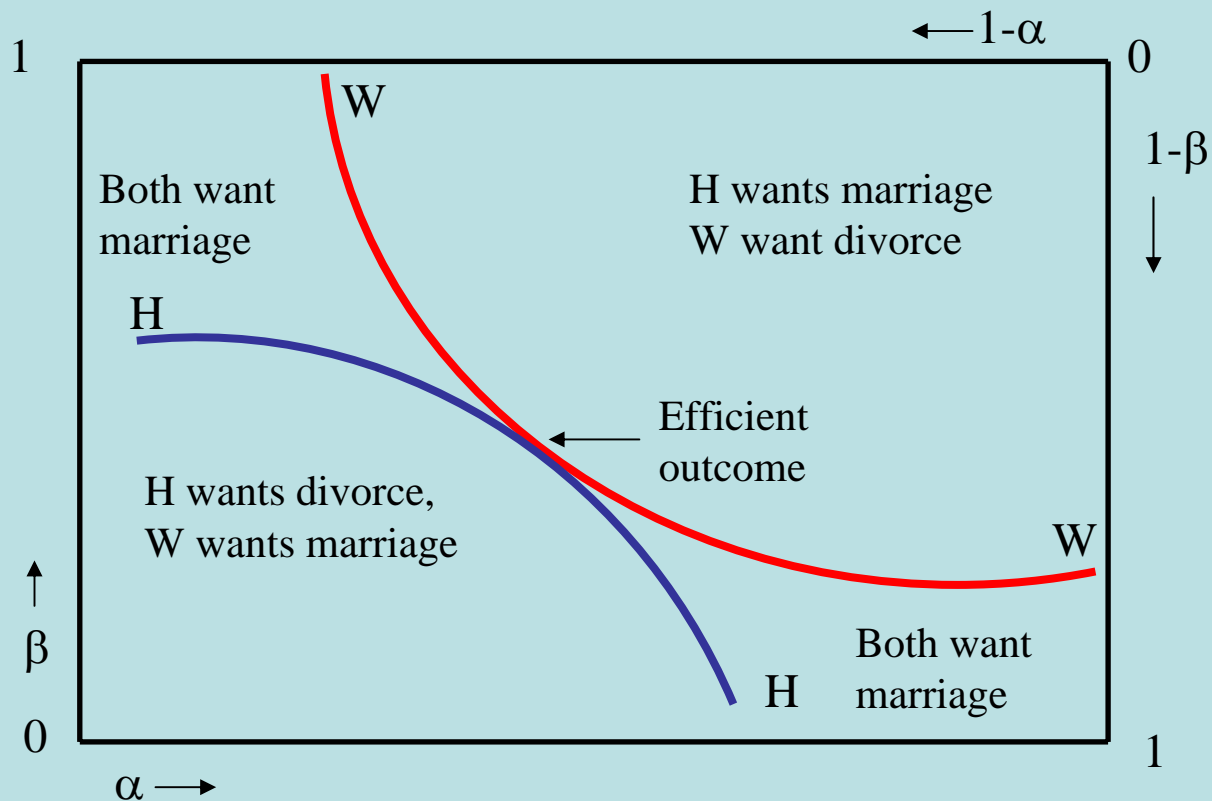 ←1-α
1
0
W
1-β
Both want
marriage
H wants marriage
W want divorce
H
Efficient
outcome
H wants divorce,
W wants marriage
W
β
Both want
marriage
H
0
1
α